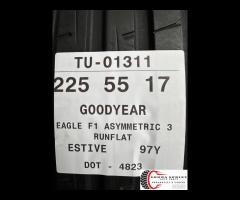 TU-01311
225 55 17
GOODYEAR
EAGLE F1 ASYMMETRIC 3
RUNFLAT
ESTIVE 97Y
DOT - 4823